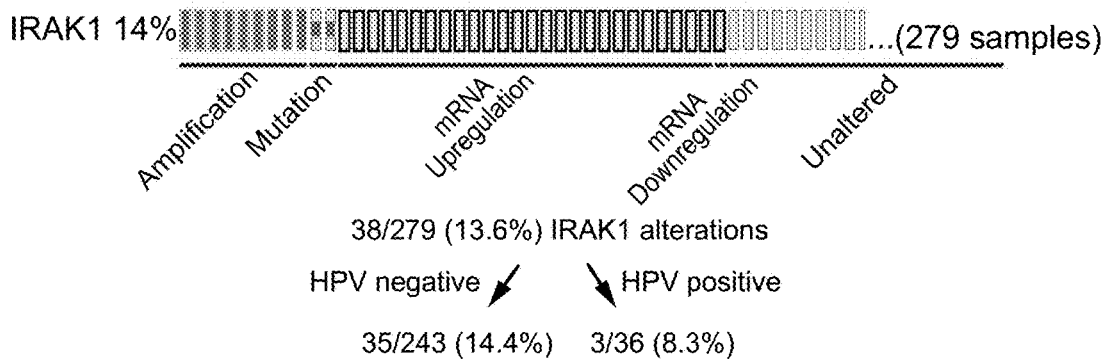 IRAK1 14% ...(279 samples)
Amplification
Mutation
mRNA
Upregulation
mRNA
Downregulation
Unaltered
38/279 (13.6%) IRAK1 alterations
HPV negative HPV positive
35/243 (14.4%) 3/36 (8.3%)